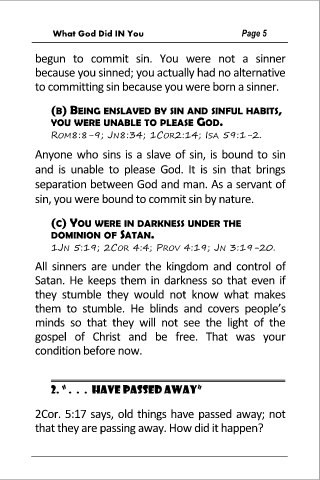 What God Did IN You Page 5
begun to commit sin. You were not a sinner
because you sinned; you actually had no alternative
to committing sin because you were born a sinner.
(B) BEING ENSLAVED BY SIN AND SINFUL HABITS,
YOU WERE UNABLE TO PLEASE GOD.
ROM8:8-9; JN8:34; 1COR2:14; ISA 59:1-2.
Anyone who sins is a slave of sin, is bound to sin
and is unable to please God. It is sin that brings
separation between God and man. As a servant of
sin, you were bound to commit sin by nature.
(C) YOU WERE IN DARKNESS UNDER THE
DOMINION OF SATAN.
1JN 5:19; 2COR 4:4; PROV 4:19; JN 3:19-20.
All sinners are under the kingdom and control of
Satan. He keeps them in darkness so that even if
they stumble they would not know what makes
them to stumble. He blinds and covers people's
minds so that they will not see the light of the
gospel of Christ and be free. That was your
condition before now.
2. ". . . HAVE PASSED AWAY"
2Cor. 5:17 says, old things have passed away; not
that they are passing away. How did it happen?